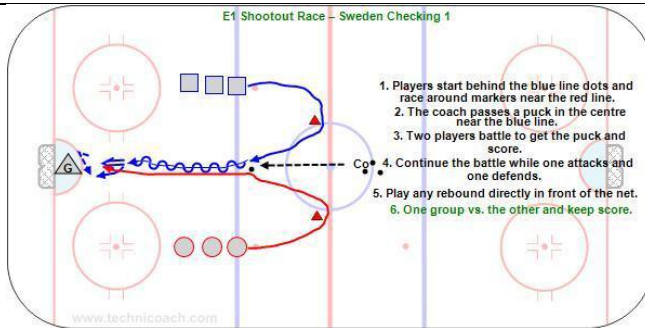 E1 Shootout Race – Sweden Checking 1
1. Players start behind the blue line dots and
race around markers near the red line.
2. The coach passes a puck in the centre
near the blue line.
3. Two players battle to get the puck and
score.
4. Continue the battle while one attacks and
one defends.
5. Play any rebound directly in front of the net.
6. One group vs. the other and keep score.
Co
G
www.technicoach.com